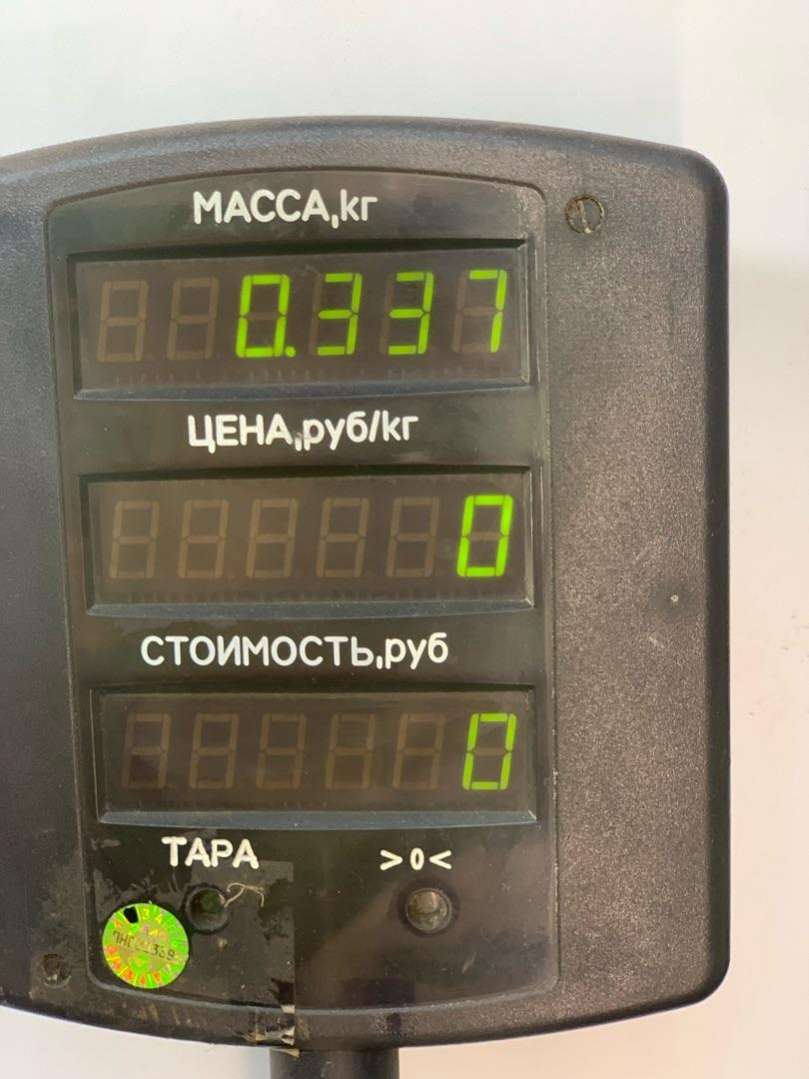 МАССА,кг
0.337
ЦЕНА,руб/кг
0
СТОИМОСТЬ,руб
0
ТАРА >0<